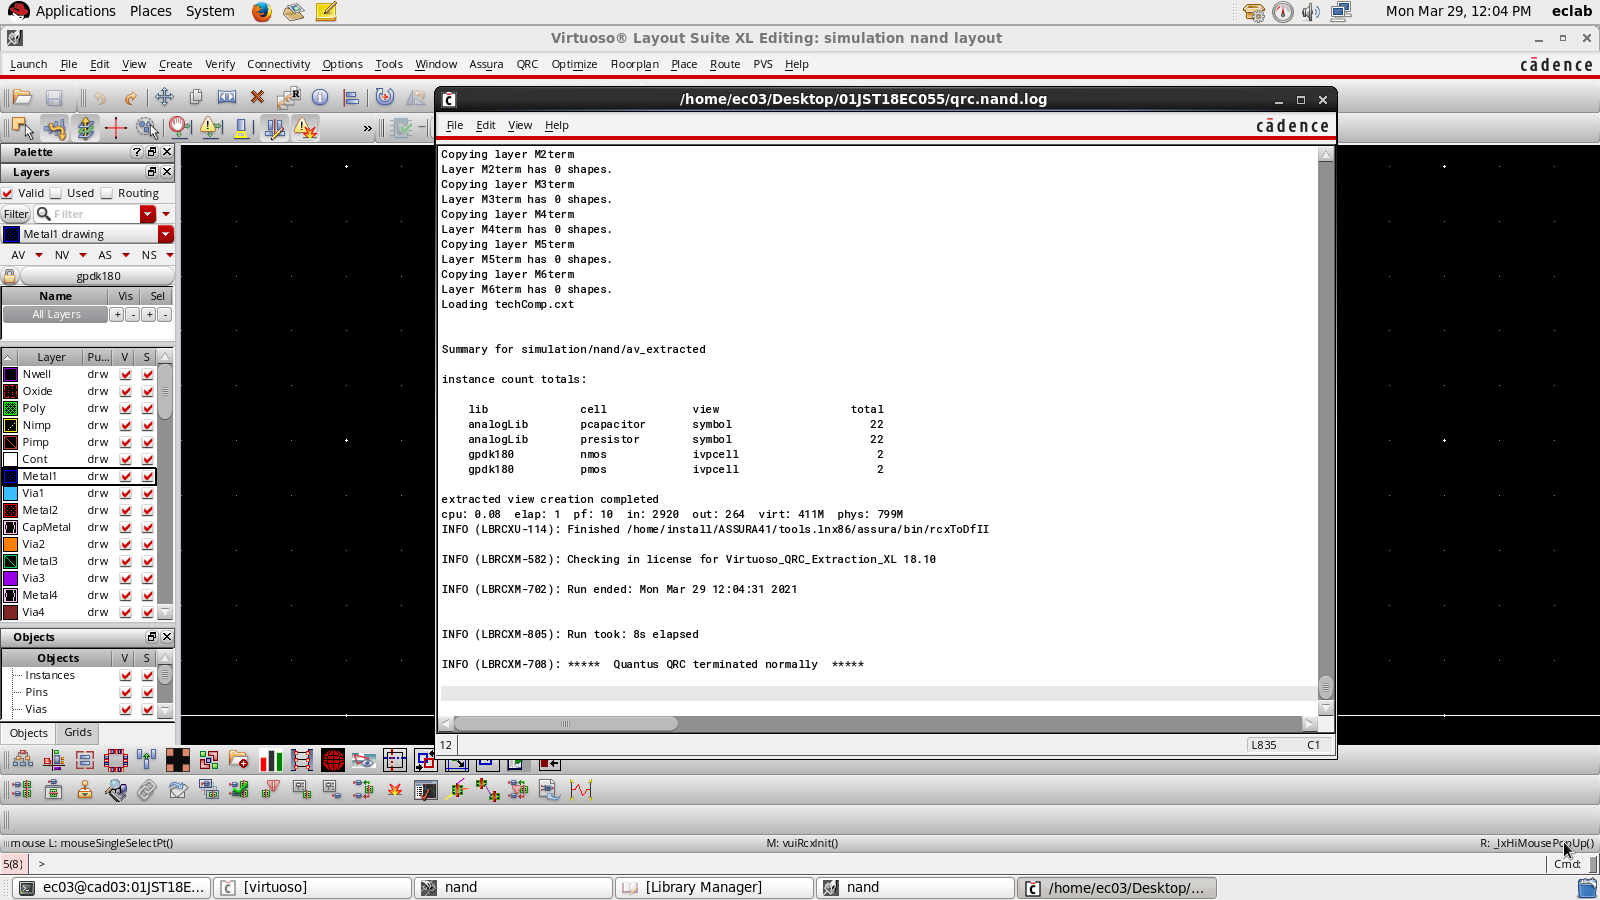 Applications Places System
Mon Mar 29, 12:04 PM eclab
Virtuoso® Layout Suite XL Editing: simulation nand layout
Launch File Edit View Create Verify Connectivity Options Tools Window Assura QRC Optimize Floorplan Place Route PVS Help
cādence
/home/ec03/Desktop/01JST18EC055/qrc.nand.log
File Edit View Help
cādence
Palette
Layers
Valid Used Routing
Filter Filter
Metal1 drawing
AV NV AS NS
gpdk180
Name Vis Sel
All Layers + - + -
Layer Pu... V S
Nwell drw
Oxide drw
Poly drw
Nimp drw
Pimp drw
Cont drw
Metal1 drw
Via1 drw
Metal2 drw
CapMetal drw
Via2 drw
Metal3 drw
Via3 drw
Metal4 drw
Via4 drw
Objects
Objects V S
Instances
Pins
Vias
Objects Grids
Copying layer M2term
Layer M2term has 0 shapes.
Copying layer M3term
Layer M3term has 0 shapes.
Copying layer M4term
Layer M4term has 0 shapes.
Copying layer M5term
Layer M5term has 0 shapes.
Copying layer M6term
Layer M6term has 0 shapes.
Loading techComp.cxt
Summary for simulation/nand/av_extracted
instance count totals:
lib cell view total
analogLib pcapacitor symbol 22
analogLib presistor symbol 22
gpdk180 nmos ivpcell 2
gpdk180 pmos ivpcell 2
extracted view creation completed
cpu: 0.08 elap: 1 pf: 10 in: 2920 out: 264 virt: 411M phys: 799M
INFO (LBRCXU-114): Finished /home/install/ASSURA41/tools.lnx86/assura/bin/rcxToDfII
INFO (LBRCXM-582): Checking in license for Virtuoso_QRC_Extraction_XL 18.10
INFO (LBRCXM-702): Run ended: Mon Mar 29 12:04:31 2021
INFO (LBRCXM-805): Run took: 8s elapsed
INFO (LBRCXM-708): ***** Quantus QRC terminated normally *****
12 L835 C1
mouse L: mouseSingleSelectPt() M: vuiRcxInit() R: _lxHiMousePopUp()
5(8) > Cmd:
ec03@cad03:01JST18E... [virtuoso] nand [Library Manager] nand /home/ec03/Desktop/...